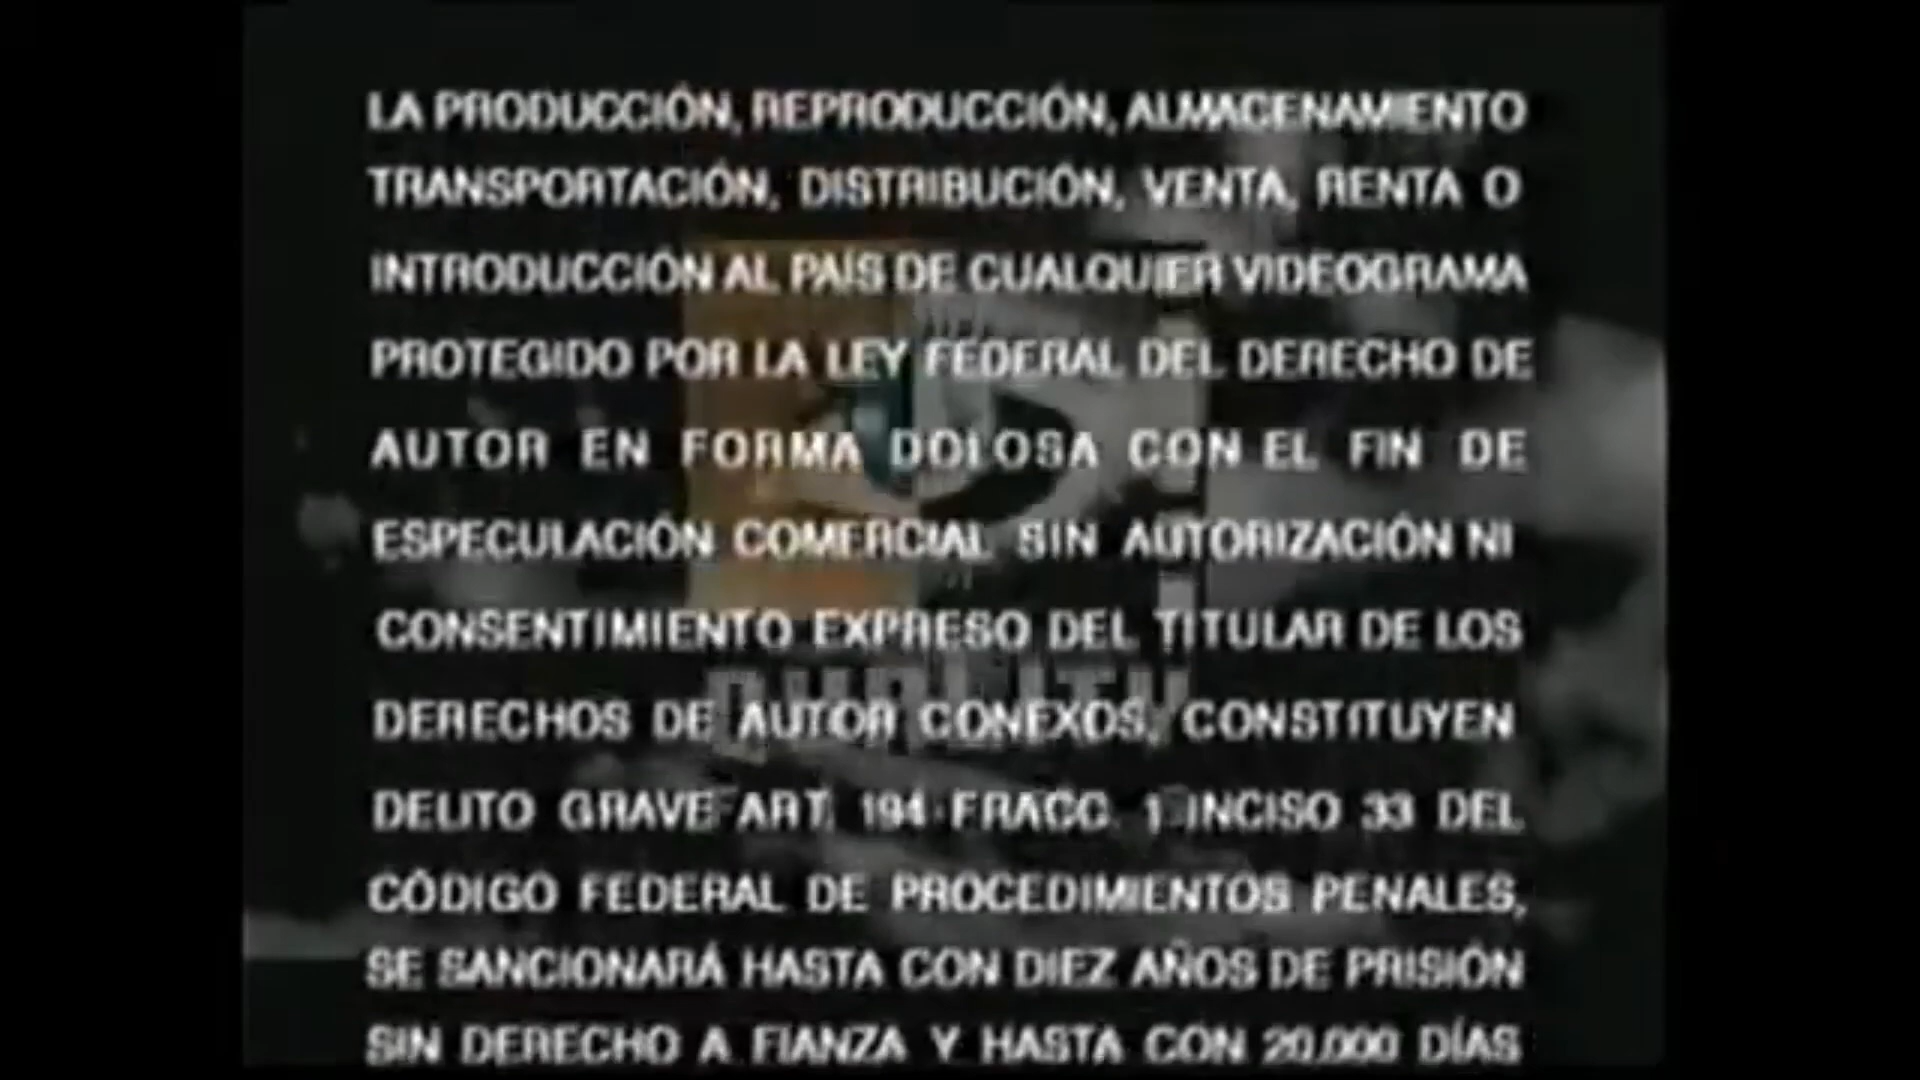 LA PRODUCCIÓN, REPRODUCCIÓN, ALMACENAMIENTO
TRANSPORTACIÓN, DISTRIBUCIÓN, VENTA, RENTA O
INTRODUCCIÓN AL PAÍS DE CUALQUIER VIDEOGRAMA
PROTEGIDO POR LA LEY FEDERAL DEL DERECHO DE
AUTOR EN FORMA DOLOSA CON EL FIN DE
ESPECULACIÓN COMERCIAL SIN AUTORIZACIÓN NI
CONSENTIMIENTO EXPRESO DEL TITULAR DE LOS
DERECHOS DE AUTOR CONEXOS, CONSTITUYEN
DELITO GRAVE ART. 194 FRACC. 1 INCISO 33 DEL
CÓDIGO FEDERAL DE PROCEDIMIENTOS PENALES,
SE SANCIONARÁ HASTA CON DIEZ AÑOS DE PRISIÓN
SIN DERECHO A FIANZA Y HASTA CON 20,000 DÍAS
QUALITY